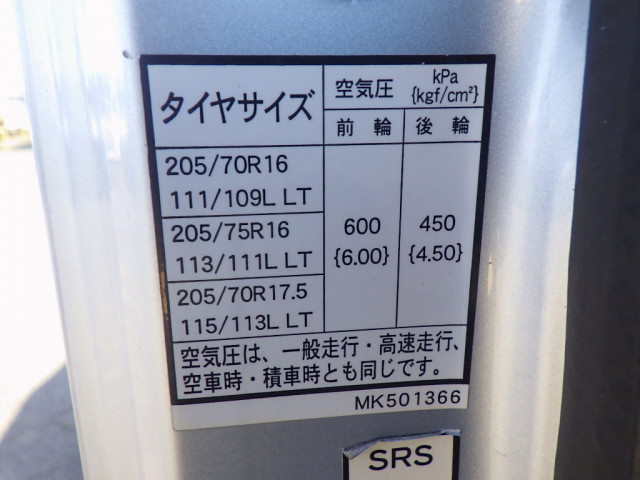 タイヤサイズ
空気圧 kPa
{kgf/cm²}
前輪 後輪
205/70R16
111/109L LT
205/75R16
113/111L LT
205/70R17.5
115/113L LT
600 450
{6.00} {4.50}
空気圧は、一般走行・高速走行、
空車時・積車時とも同じです。
MK501366
SRS